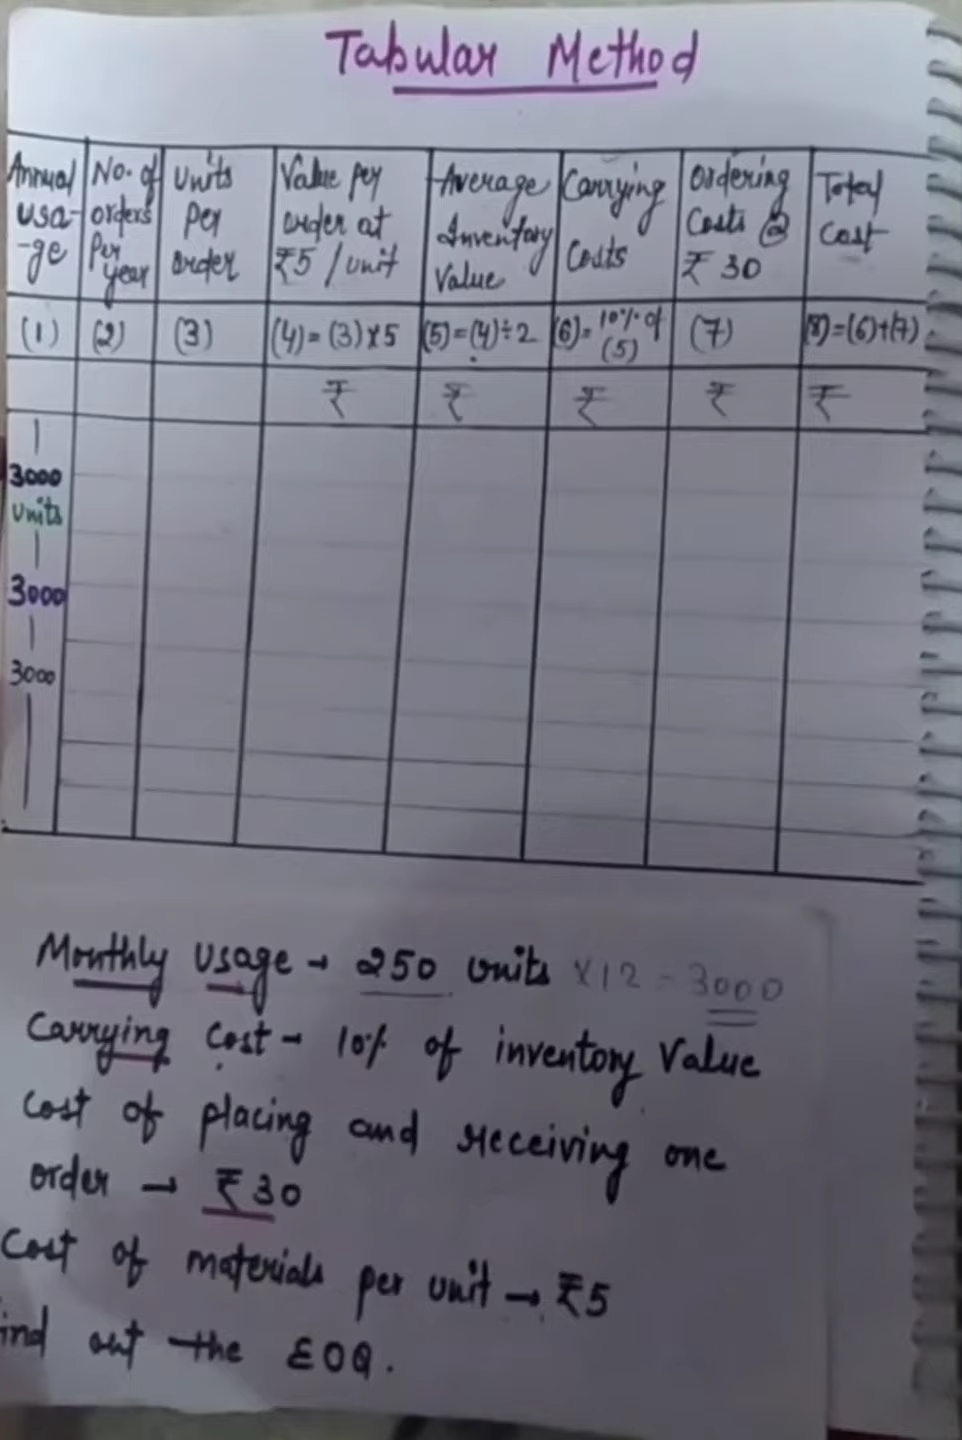 Tabular Method
Annual
usa-
-ge
No. of
orders
Per
year
Units
Per
order
Value per
order at
₹5 / unit
Average
Inventory
Value
Carrying
Costs
Ordering
Costs @
₹ 30
Total
Cost
(1)
(2)
(3)
(4) = (3) x 5
(5) = (4) ÷ 2
(6) = 10% of
(5)
(7)
(8) = (6)+(7)
₹ ₹ ₹ ₹ ₹
3000
Units
3000
3000
Monthly Usage → 250 units X12 = 3000
Carrying Cost - 10% of inventory Value
Cost of placing and receiving one
order → ₹30
Cost of materials per unit → ₹5
ind out the EOQ.